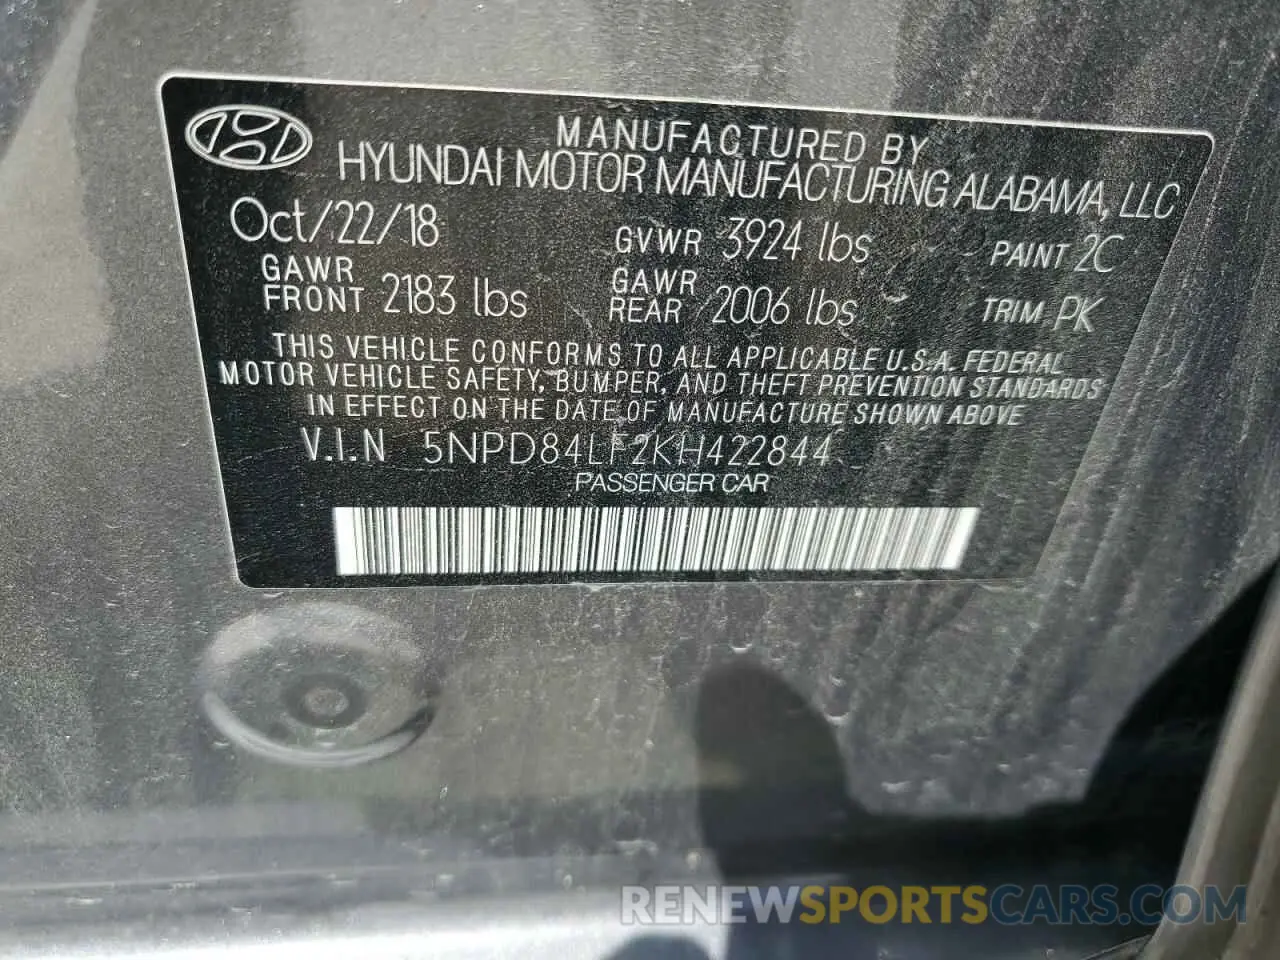 MANUFACTURED BY
HYUNDAI MOTOR MANUFACTURING ALABAMA, LLC
Oct/22/18 GVWR 3924 lbs PAINT 2C
GAWR FRONT 2183 lbs GAWR REAR 2006 lbs TRIM PK
THIS VEHICLE CONFORMS TO ALL APPLICABLE U.S.A. FEDERAL
MOTOR VEHICLE SAFETY, BUMPER, AND THEFT PREVENTION STANDARDS
IN EFFECT ON THE DATE OF MANUFACTURE SHOWN ABOVE
V.I.N 5NPD84LF2KH422844
PASSENGER CAR
RENEWSPORTSCARS.COM